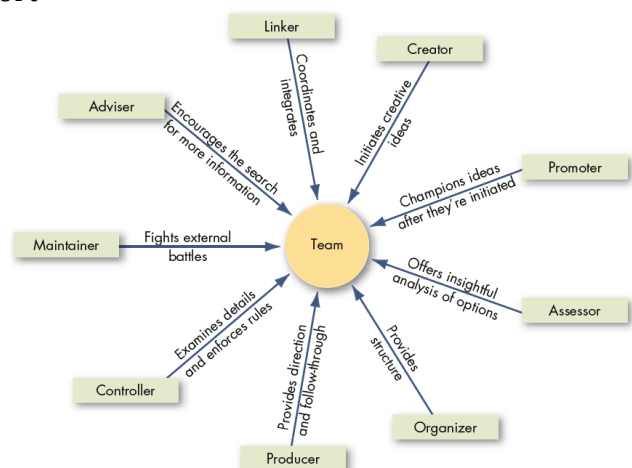 Linker
Coordinates and
integrates
Creator
Initiates creative
ideas
Promoter
Champions ideas
after they're initiated
Assessor
Offers insightful
analysis of options
Organizer
Provides
structure
Producer
Provides direction
and follow-through
Controller
Examines details
and enforces rules
Maintainer
Fights external
battles
Adviser
Encourages the search
for more information
Team